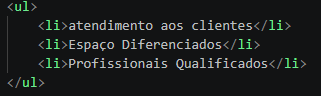 <ul>
<li>atendimento aos clientes</li>
<li>Espaço Diferenciados</li>
<li>Profissionais Qualificados</li>
</ul>